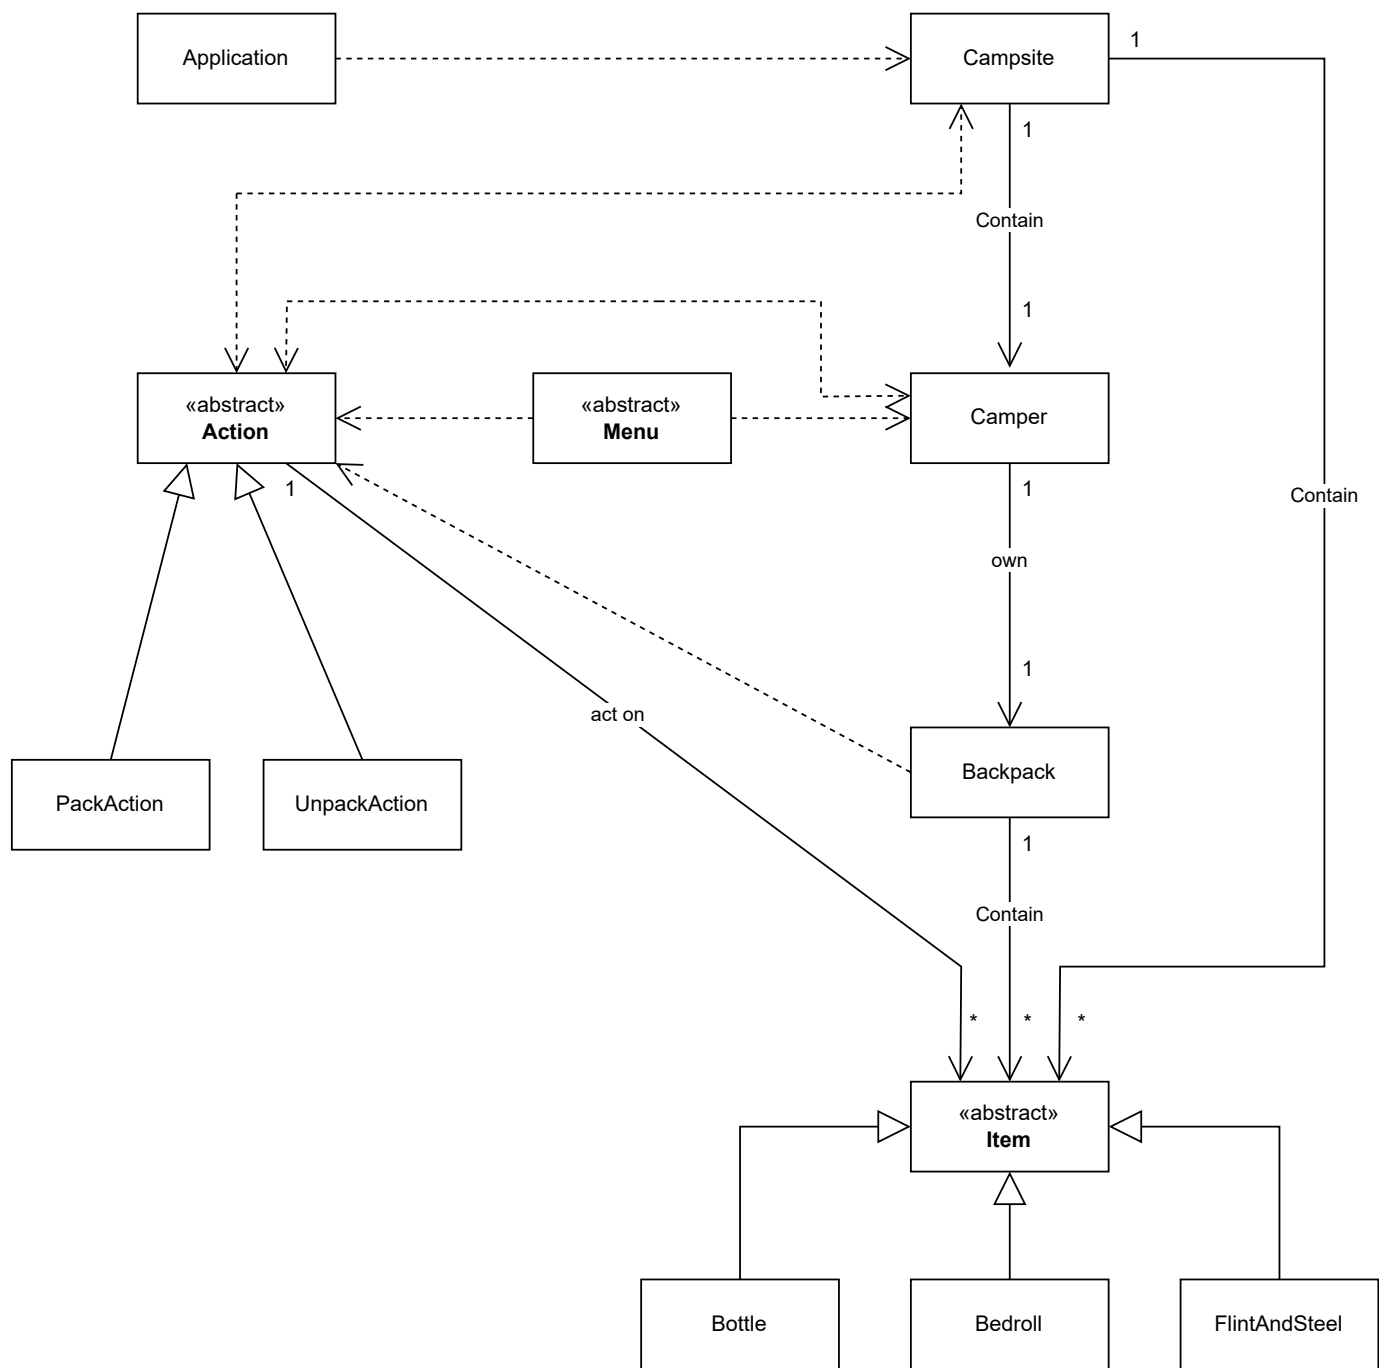 Application
Campsite
1
1
Contain
1
«abstract»
Action
«abstract»
Menu
Camper
1
1
Contain
own
1
act on
Backpack
PackAction
UnpackAction
1
Contain
*
*
*
«abstract»
Item
Bottle
Bedroll
FlintAndSteel